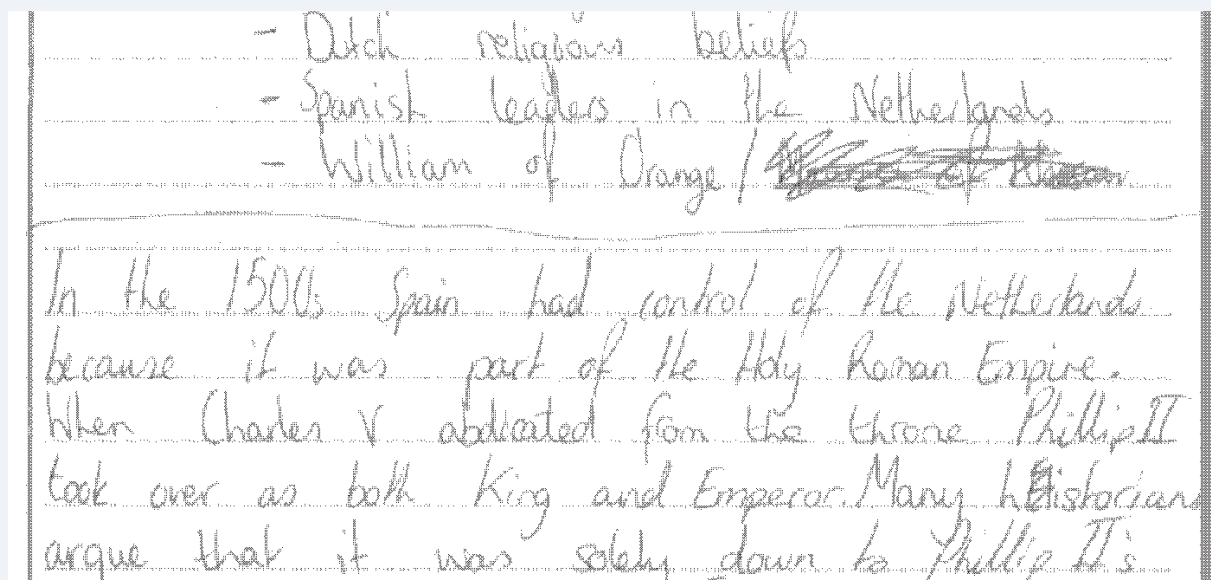 - Dutch religious beliefs
- Spanish leaders in the Netherlands
- William of Orange /
In the 1500s Spain had control of the Netherlands
because it was part of the Holy Roman Empire.
When Charles V abdicated from the throne Phillip II
took over as both King and Emperor. Many historians
argue that it was solely down to Phillip II's